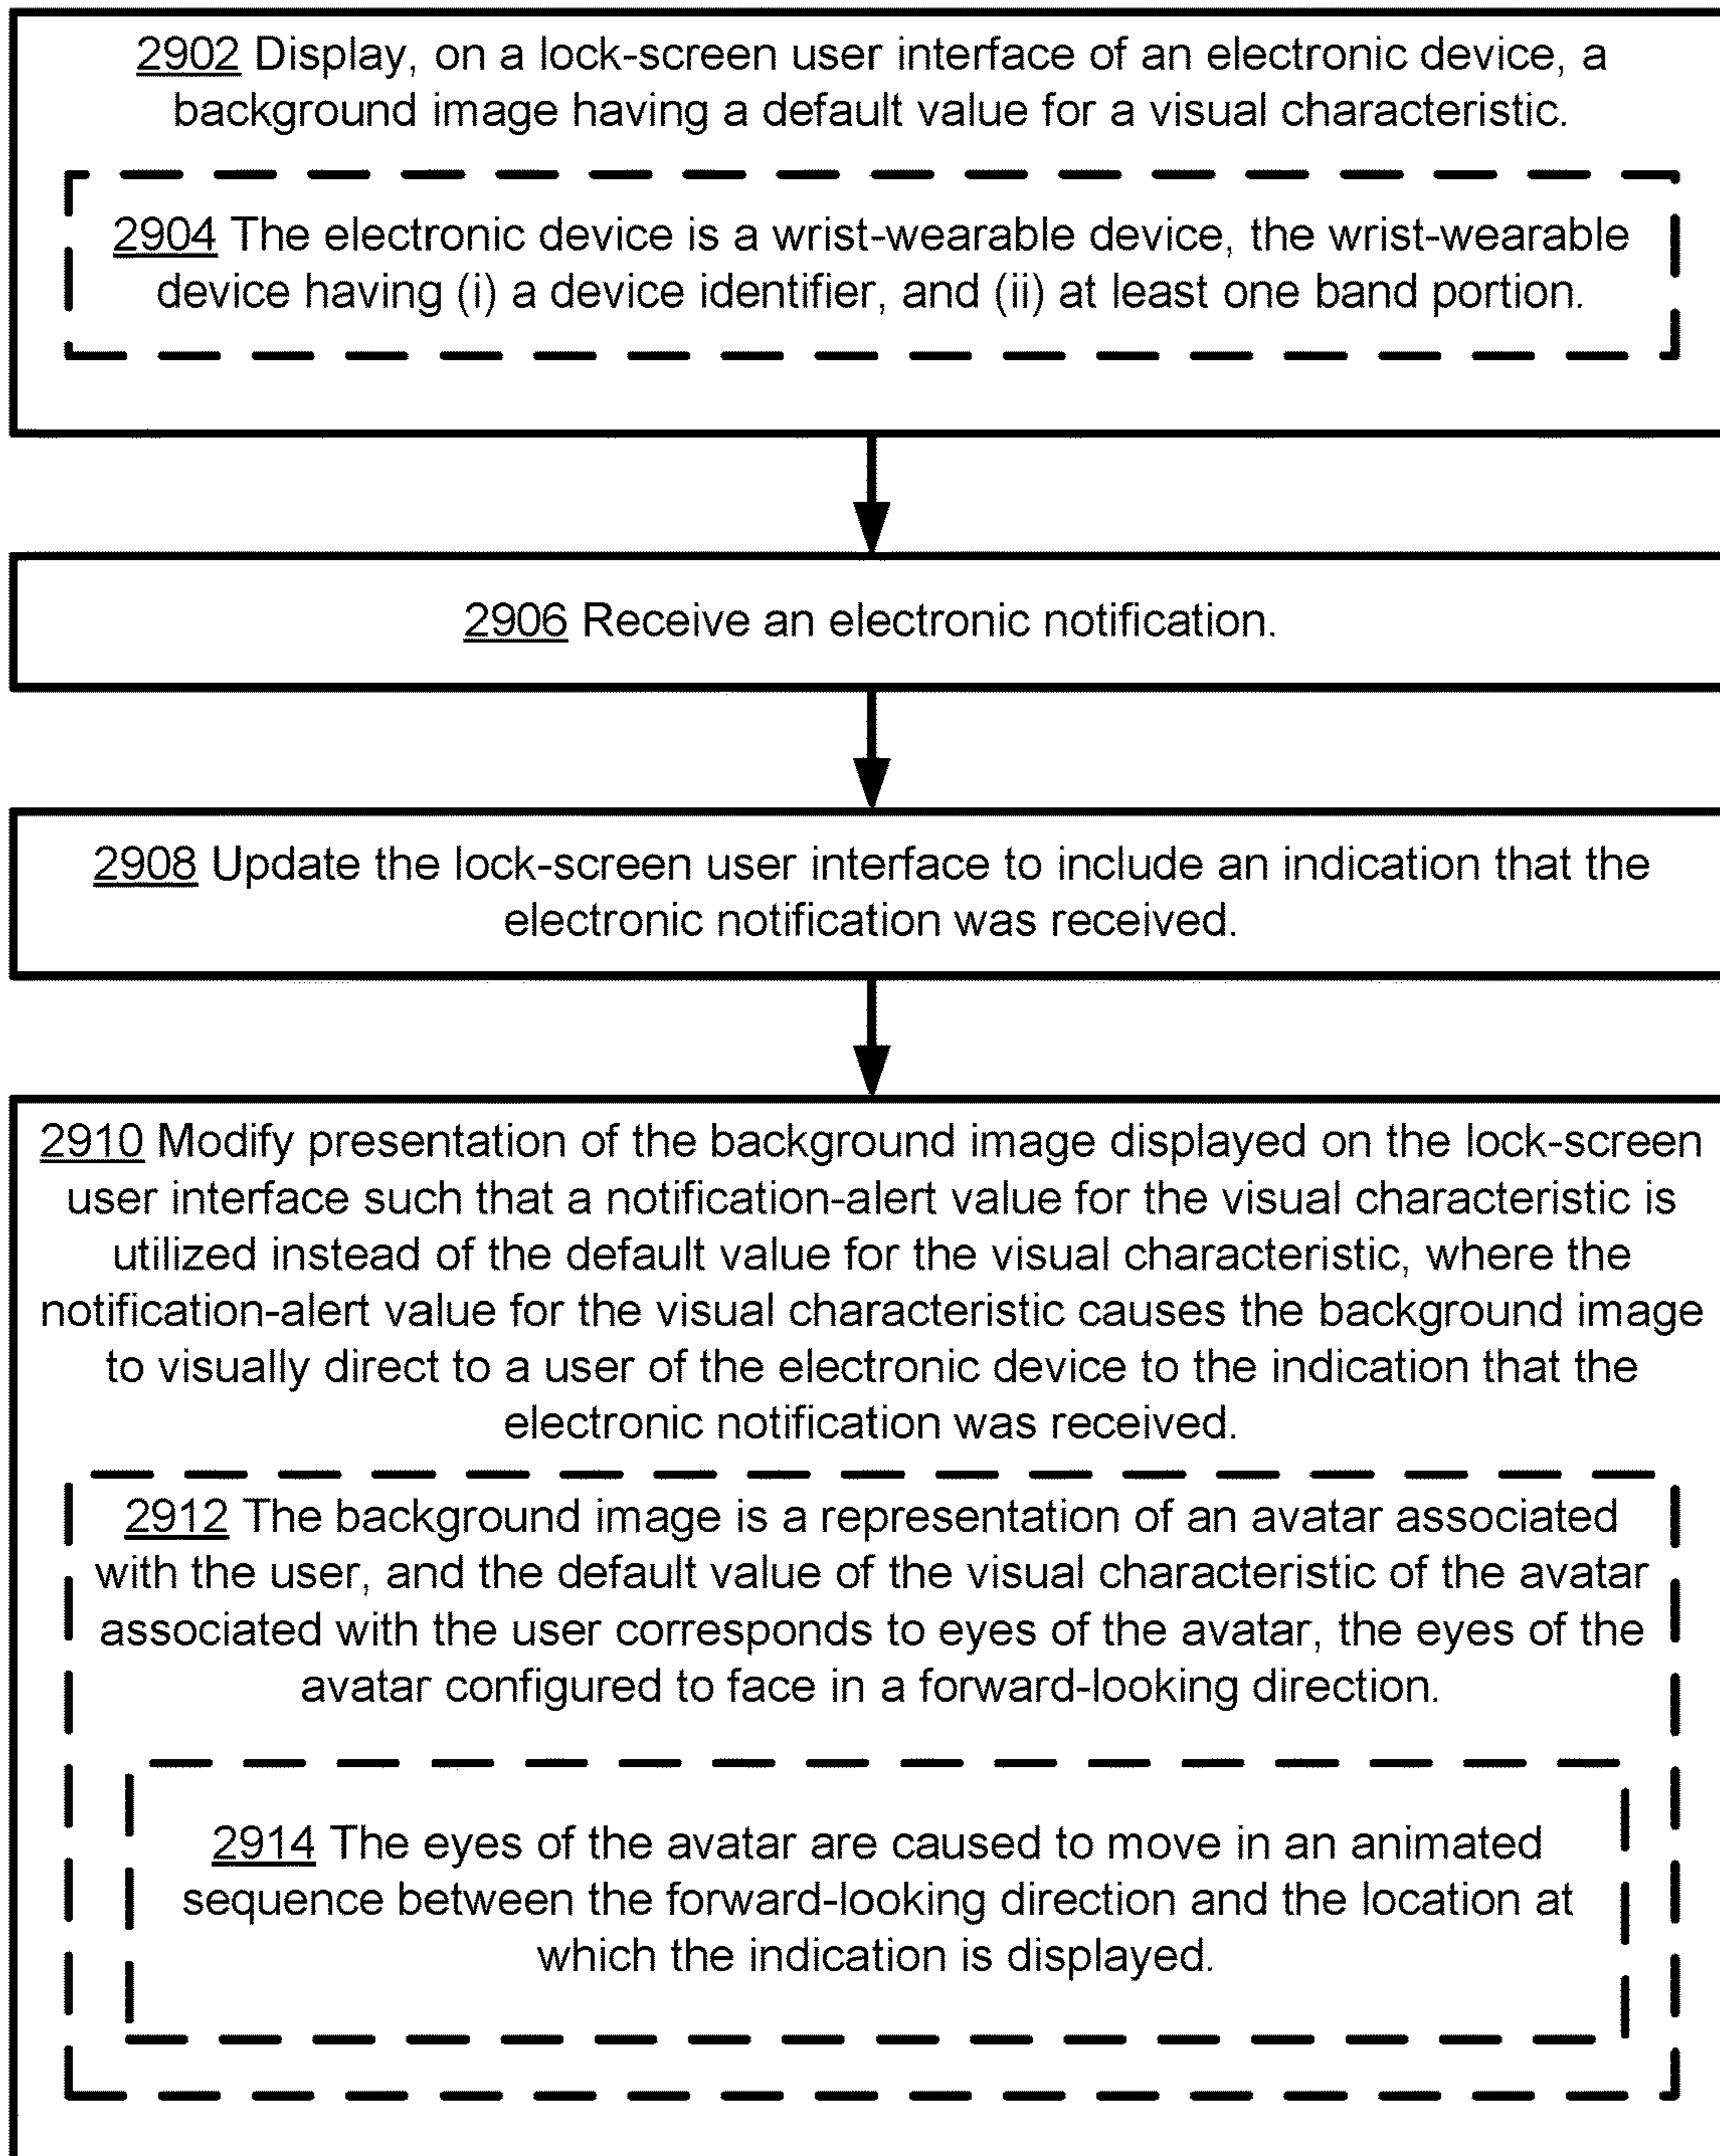 2902 Display, on a lock-screen user interface of an electronic device, a
background image having a default value for a visual characteristic.
2904 The electronic device is a wrist-wearable device, the wrist-wearable
device having (i) a device identifier, and (ii) at least one band portion.
2906 Receive an electronic notification.
2908 Update the lock-screen user interface to include an indication that the
electronic notification was received.
2910 Modify presentation of the background image displayed on the lock-screen
user interface such that a notification-alert value for the visual characteristic is
utilized instead of the default value for the visual characteristic, where the
notification-alert value for the visual characteristic causes the background image
to visually direct to a user of the electronic device to the indication that the
electronic notification was received.
2912 The background image is a representation of an avatar associated
with the user, and the default value of the visual characteristic of the avatar
associated with the user corresponds to eyes of the avatar, the eyes of the
avatar configured to face in a forward-looking direction.
2914 The eyes of the avatar are caused to move in an animated
sequence between the forward-looking direction and the location at
which the indication is displayed.